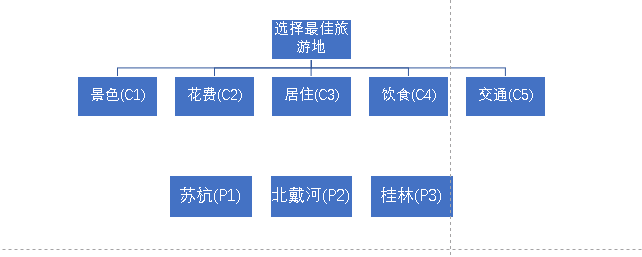 选择最佳旅
游地
景色(C1)
花费(C2)
居住(C3)
饮食(C4)
交通(C5)
苏杭(P1)
北戴河(P2)
桂林(P3)